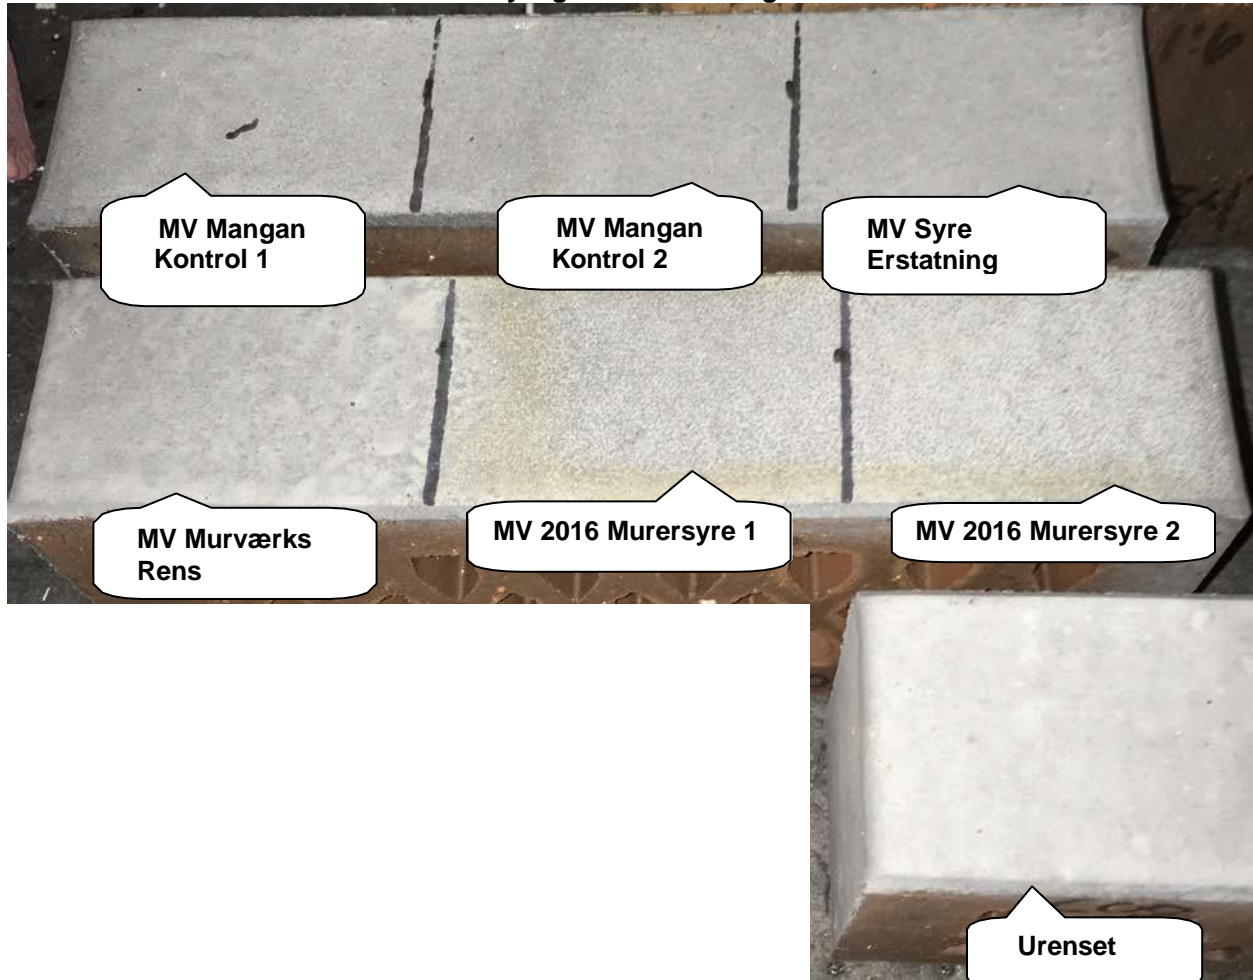 MV Mangan
Kontrol 1
MV Mangan
Kontrol 2
MV Syre
Erstatning
MV Murværks
Rens
MV 2016 Murersyre 1
MV 2016 Murersyre 2
Urenset